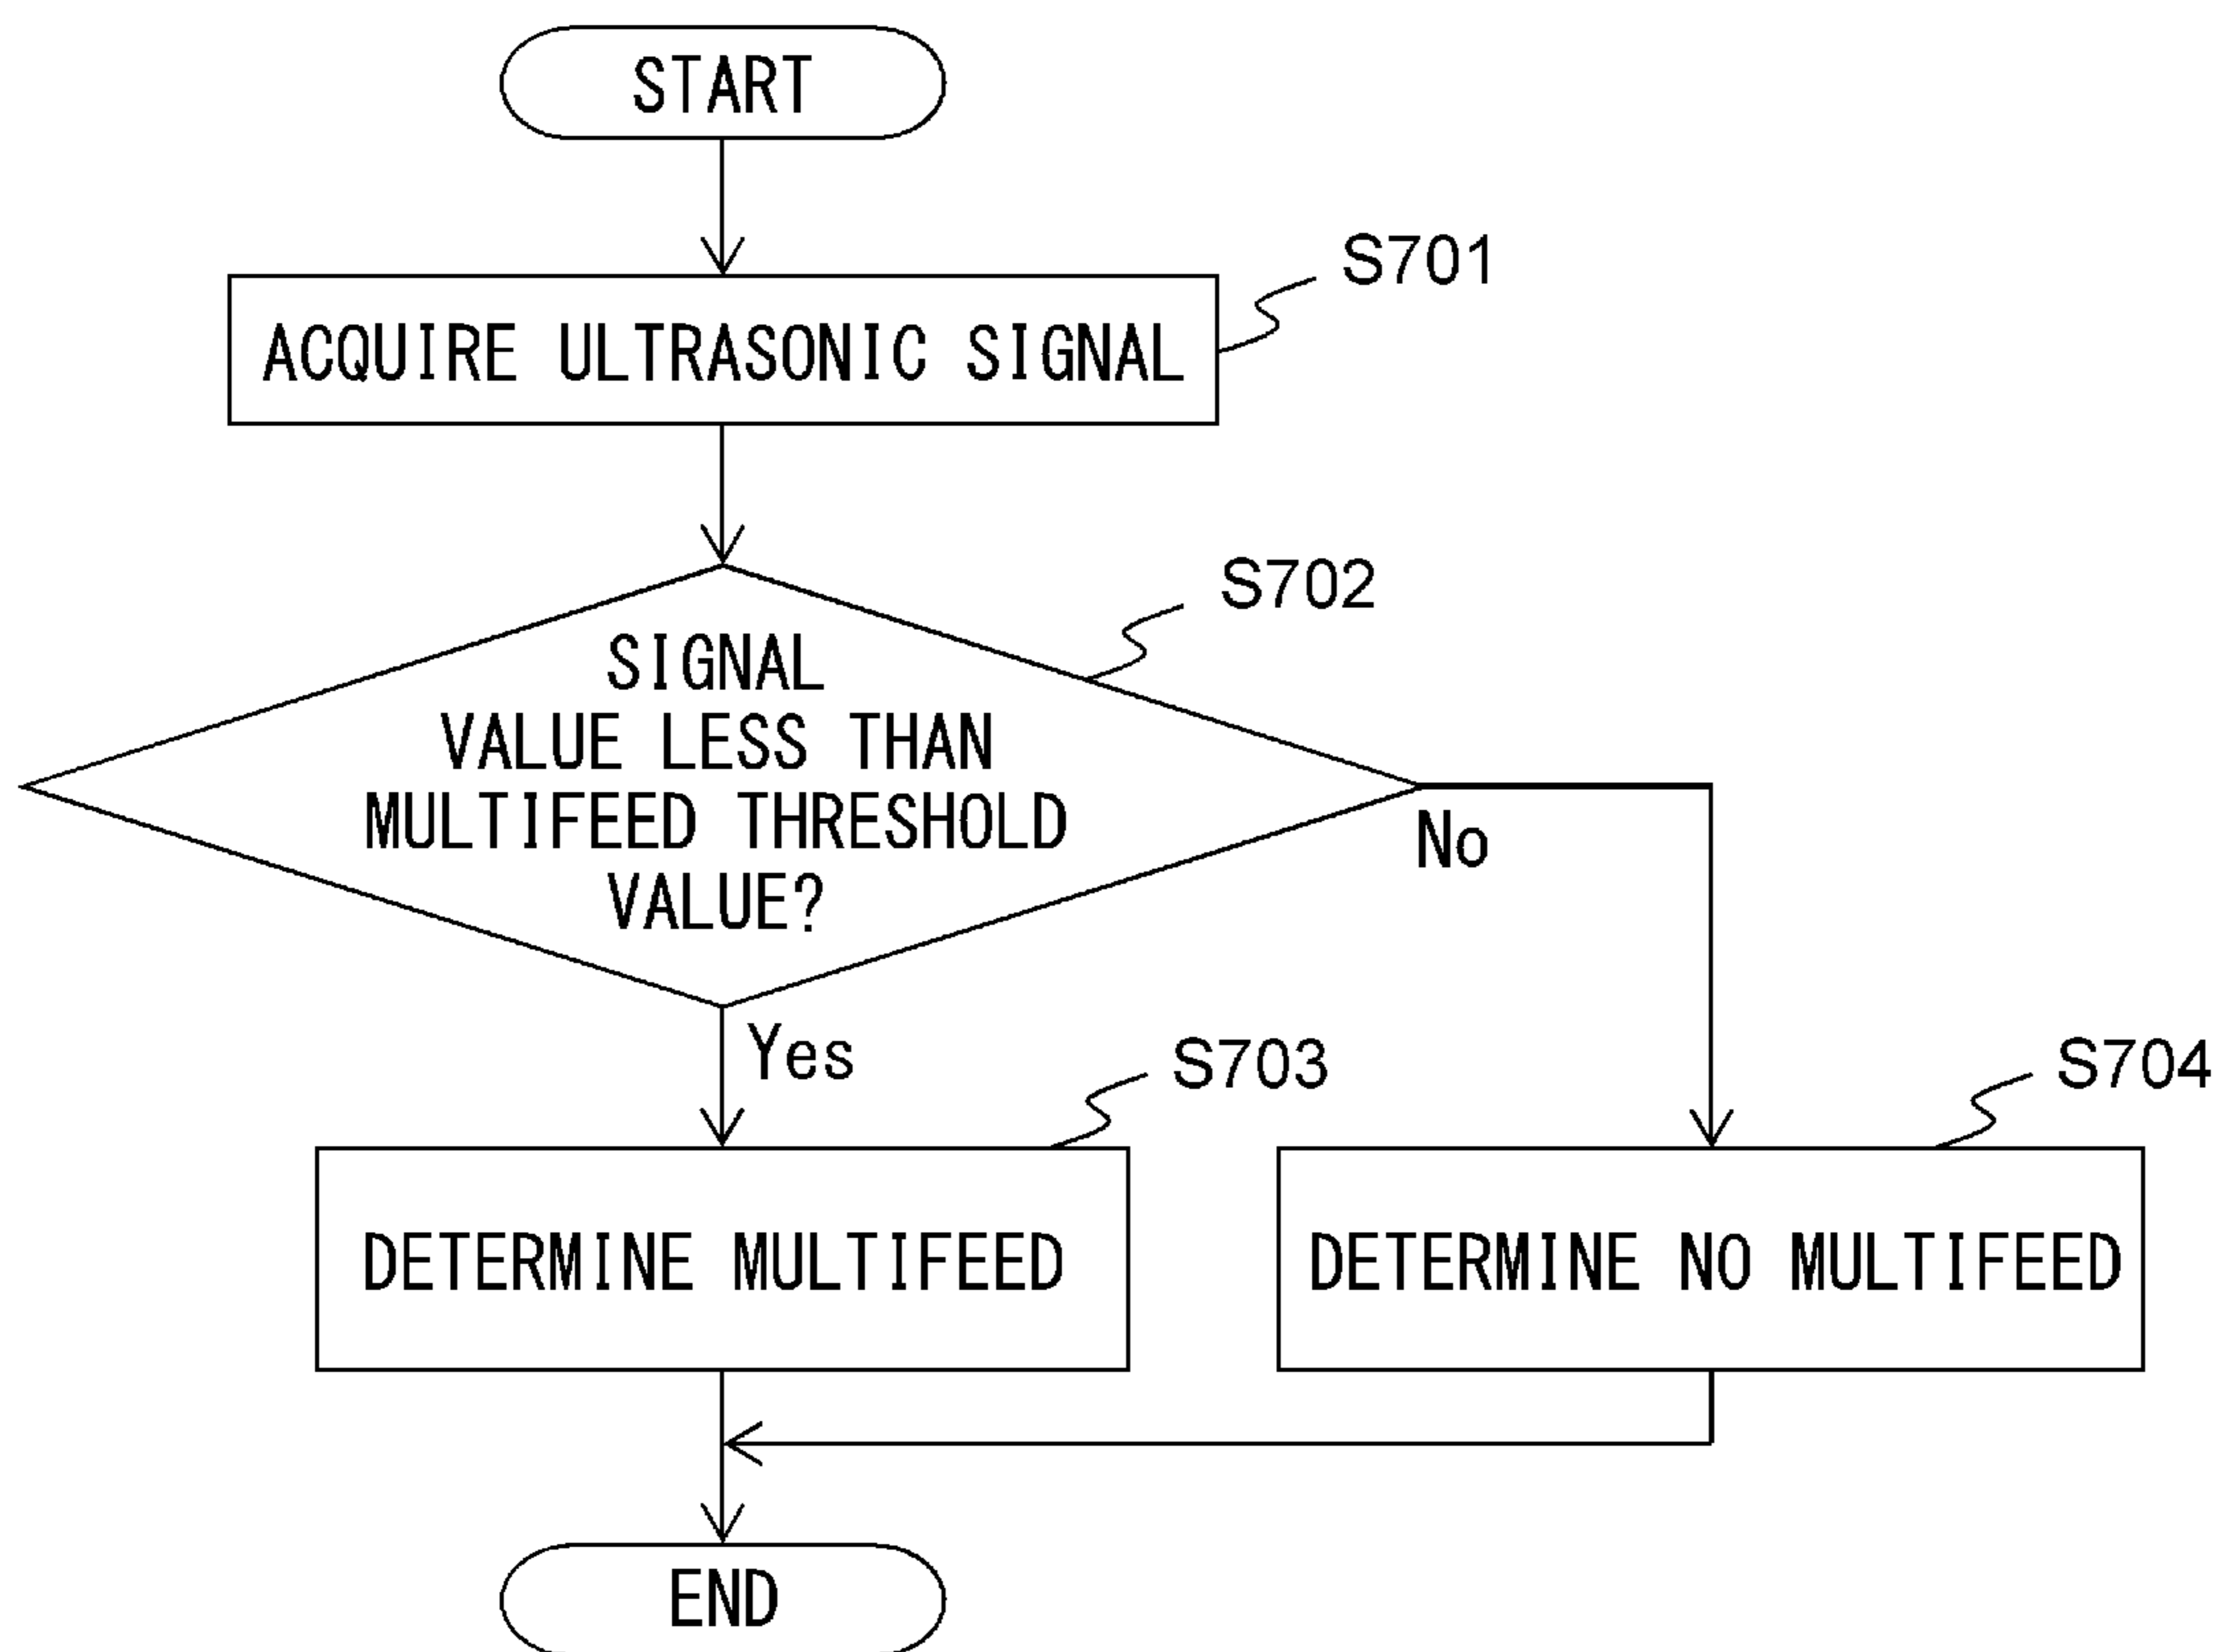 START
S701
ACQUIRE ULTRASONIC SIGNAL
S702
SIGNAL
VALUE LESS THAN
MULTIFEED THRESHOLD
VALUE?
No
Yes
S703
S704
DETERMINE MULTIFEED
DETERMINE NO MULTIFEED
END